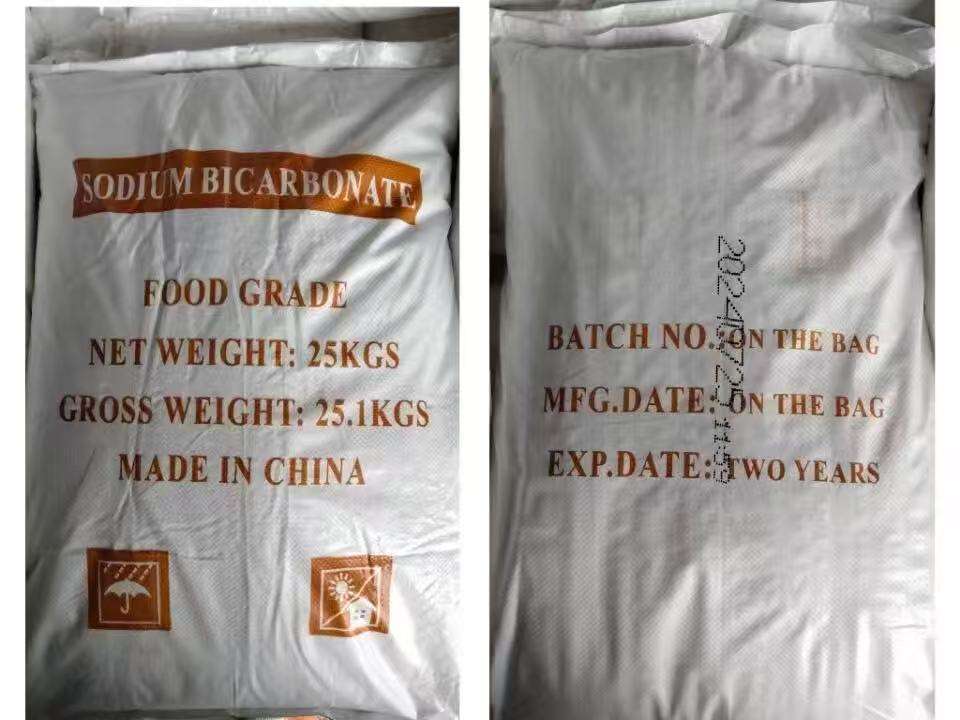 SODIUM BICARBONATE
FOOD GRADE
NET WEIGHT: 25KGS
GROSS WEIGHT: 25.1KGS
MADE IN CHINA
BATCH NO.:ON THE BAG
MFG.DATE: ON THE BAG
EXP.DATE: TWO YEARS